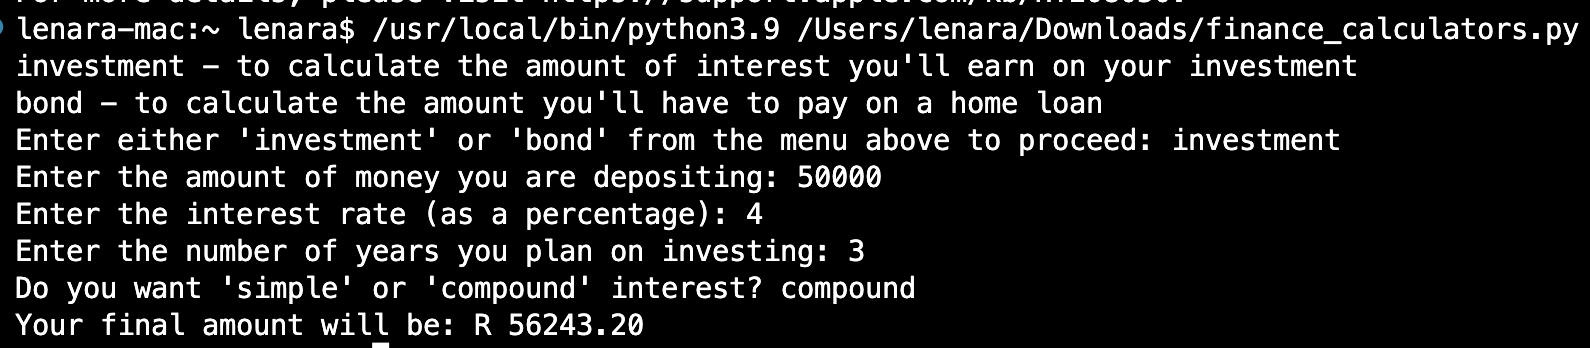 lenara-mac:~ lenara$ /usr/local/bin/python3.9 /Users/lenara/Downloads/finance_calculators.py
investment – to calculate the amount of interest you'll earn on your investment
bond – to calculate the amount you'll have to pay on a home loan
Enter either 'investment' or 'bond' from the menu above to proceed: investment
Enter the amount of money you are depositing: 50000
Enter the interest rate (as a percentage): 4
Enter the number of years you plan on investing: 3
Do you want 'simple' or 'compound' interest? compound
Your final amount will be: R 56243.20